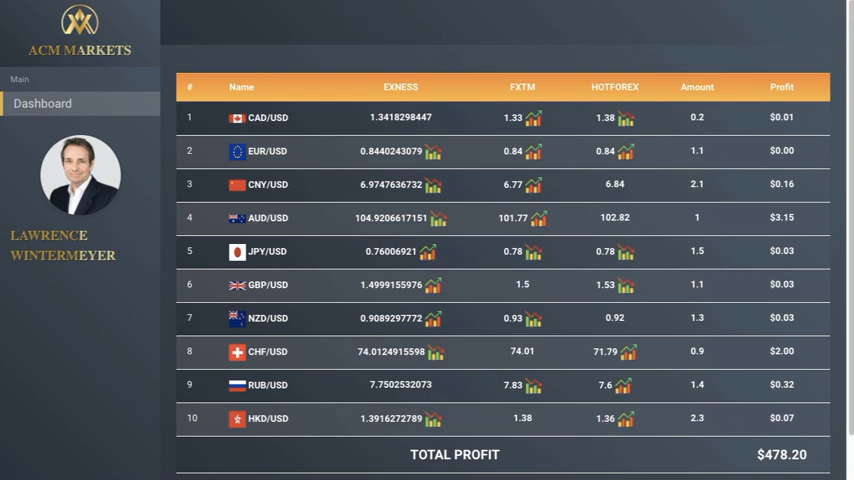 ACM MARKETS
Main
Dashboard
LAWRENCE
WINTERMEYER
# Name EXNESS FXTM HOTFOREX Amount Profit
1 CAD/USD 1.3418298447 1.33 1.38 0.2 $0.01
2 EUR/USD 0.8440243079 0.84 0.84 1.1 $0.00
3 CNY/USD 6.9747636732 6.77 6.84 2.1 $0.16
4 AUD/USD 104.9206617151 101.77 102.82 1 $3.15
5 JPY/USD 0.76006921 0.78 0.78 1.5 $0.03
6 GBP/USD 1.4999155976 1.5 1.53 1.1 $0.03
7 NZD/USD 0.9089297772 0.93 0.92 1.3 $0.03
8 CHF/USD 74.0124915598 74.01 71.79 0.9 $2.00
9 RUB/USD 7.7502532073 7.83 7.6 1.4 $0.32
10 HKD/USD 1.3916272789 1.38 1.36 2.3 $0.07
TOTAL PROFIT $478.20